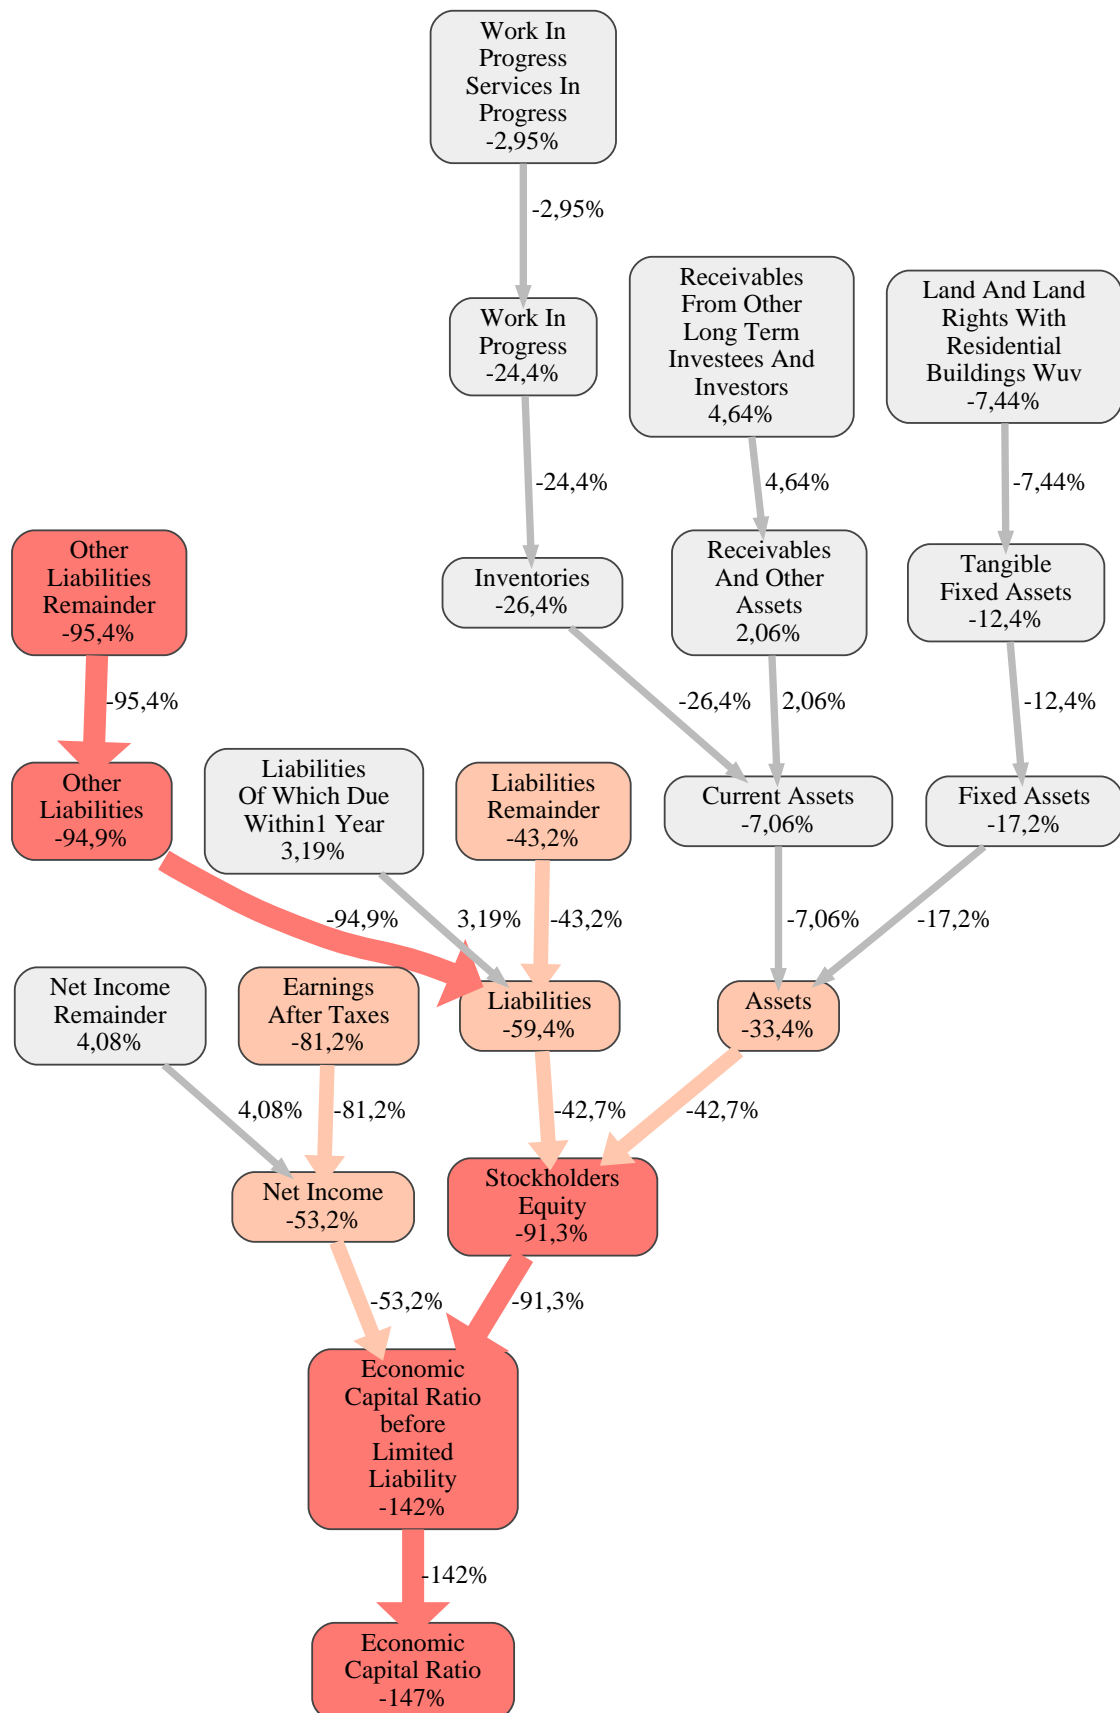 Work In
Progress
Services In
Progress
-2,95%
-2,95%
Receivables
From Other
Long Term
Investees And
Investors
4,64%
Land And Land
Rights With
Residential
Buildings Wuv
-7,44%
Work In
Progress
-24,4%
-24,4%
4,64%
-7,44%
Other
Liabilities
Remainder
-95,4%
Inventories
-26,4%
Receivables
And Other
Assets
2,06%
Tangible
Fixed Assets
-12,4%
-95,4%
-26,4%
2,06%
-12,4%
Other
Liabilities
-94,9%
Liabilities
Of Which Due
Within1 Year
3,19%
Liabilities
Remainder
-43,2%
Current Assets
-7,06%
Fixed Assets
-17,2%
-94,9%
3,19%
-43,2%
-7,06%
-17,2%
Net Income
Remainder
4,08%
Earnings
After Taxes
-81,2%
Liabilities
-59,4%
Assets
-33,4%
4,08%
-81,2%
-42,7%
-42,7%
Net Income
-53,2%
Stockholders
Equity
-91,3%
-53,2%
-91,3%
Economic
Capital Ratio
before
Limited
Liability
-142%
-142%
Economic
Capital Ratio
-147%